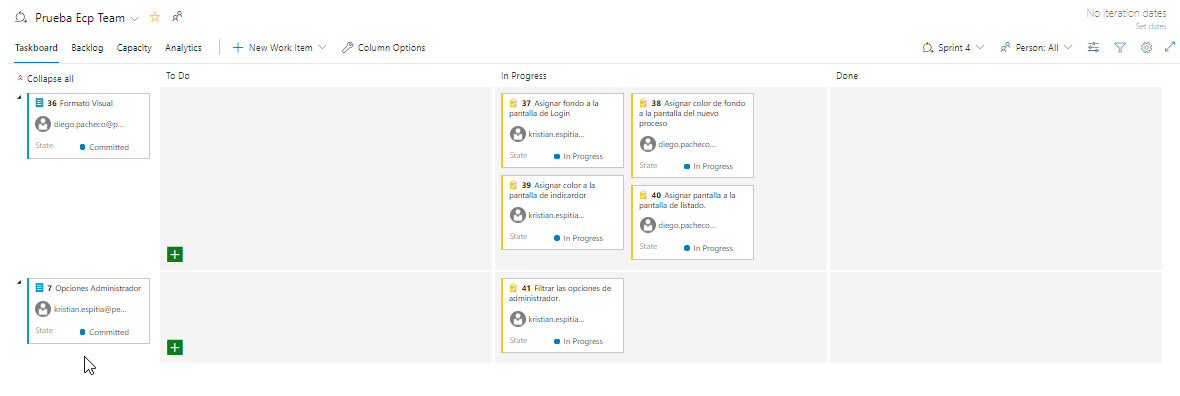 Prueba Ecp Team
No iteration dates
Set dates
Taskboard Backlog Capacity Analytics New Work Item Column Options Sprint 4 Person: All
Collapse all To Do In Progress Done
36 Formato Visual
diego.pacheco@p...
State Committed
37 Asignar fondo a la
pantalla de Login
kristian.espitia...
State In Progress
38 Asignar color de fondo
a la pantalla del nuevo
proceso
diego.pacheco...
State In Progress
39 Asignar color a la
pantalla de indicardor
kristian.espitia...
State In Progress
40 Asignar pantalla a la
pantalla de listado.
diego.pacheco...
State In Progress
7 Opciones Administrador
kristian.espitia@pe...
State Committed
41 Filtrar las opciones de
administrador.
kristian.espitia...
State In Progress